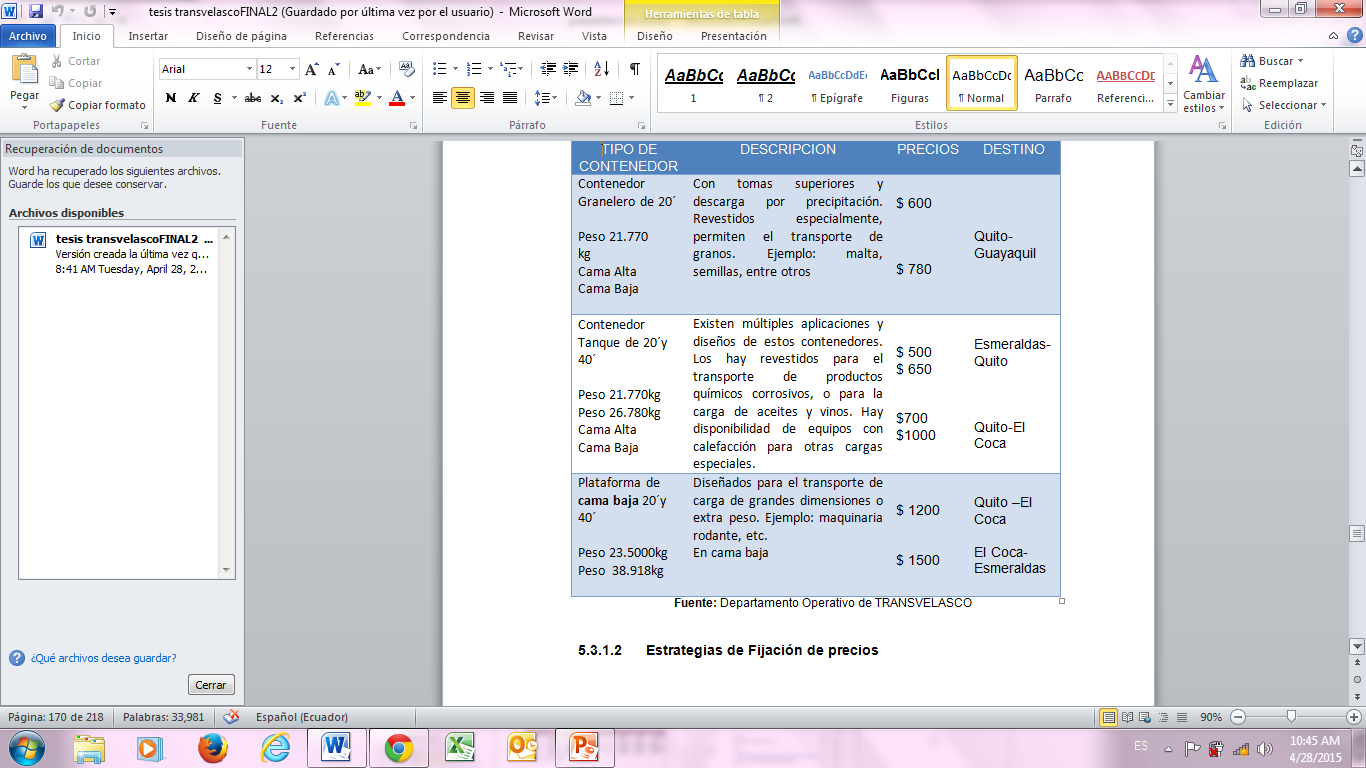 tesis transvelascoFINAL2 (Guardado por última vez por el usuario) - Microsoft Word
Herramientas de tabla
Archivo Inicio Insertar Diseño de página Referencias Correspondencia Revisar Vista Diseño Presentación
Pegar
Cortar
Copiar
Copiar formato
Portapapeles
Arial 12
N K S abc x₂ x²
Fuente
Párrafo
AaBbCc AaBbCc AaBbCcDdEe AaBbCcI AaBbCcDc AaBbCc AaBbCcDc
1 ¶ 2 ¶ Epígrafe Figuras ¶ Normal Parrafo Referenci...
Cambiar estilos
Estilos
Buscar
Reemplazar
Seleccionar
Edición
Recuperación de documentos
Word ha recuperado los siguientes archivos.
Guarde los que desee conservar.
Archivos disponibles
tesis transvelascoFINAL2 ...
Versión creada la última vez q...
8:41 AM Tuesday, April 28, 2...
¿Qué archivos desea guardar?
Cerrar
TIPO DE
CONTENEDOR
DESCRIPCION
PRECIOS
DESTINO
Contenedor
Granelero de 20´
Peso 21.770
kg
Cama Alta
Cama Baja
Con tomas superiores y
descarga por precipitación.
Revestidos especialmente,
permiten el transporte de
granos. Ejemplo: malta,
semillas, entre otros
$ 600
$ 780
Quito-
Guayaquil
Contenedor
Tanque de 20´y
40´
Peso 21.770kg
Peso 26.780kg
Cama Alta
Cama Baja
Existen múltiples aplicaciones y
diseños de estos contenedores.
Los hay revestidos para el
transporte de productos
químicos corrosivos, o para la
carga de aceites y vinos. Hay
disponibilidad de equipos con
calefacción para otras cargas
especiales.
$ 500
$ 650
$700
$1000
Esmeraldas-
Quito
Quito-El
Coca
Plataforma de
cama baja 20´y
40´
Peso 23.5000kg
Peso 38.918kg
Diseñados para el transporte de
carga de grandes dimensiones o
extra peso. Ejemplo: maquinaria
rodante, etc.
En cama baja
$ 1200
$ 1500
Quito –El
Coca
El Coca-
Esmeraldas
Fuente: Departamento Operativo de TRANSVELASCO
5.3.1.2 Estrategias de Fijación de precios
Página: 170 de 218 Palabras: 33,981 Español (Ecuador) 90%
ES
10:45 AM
4/28/2015